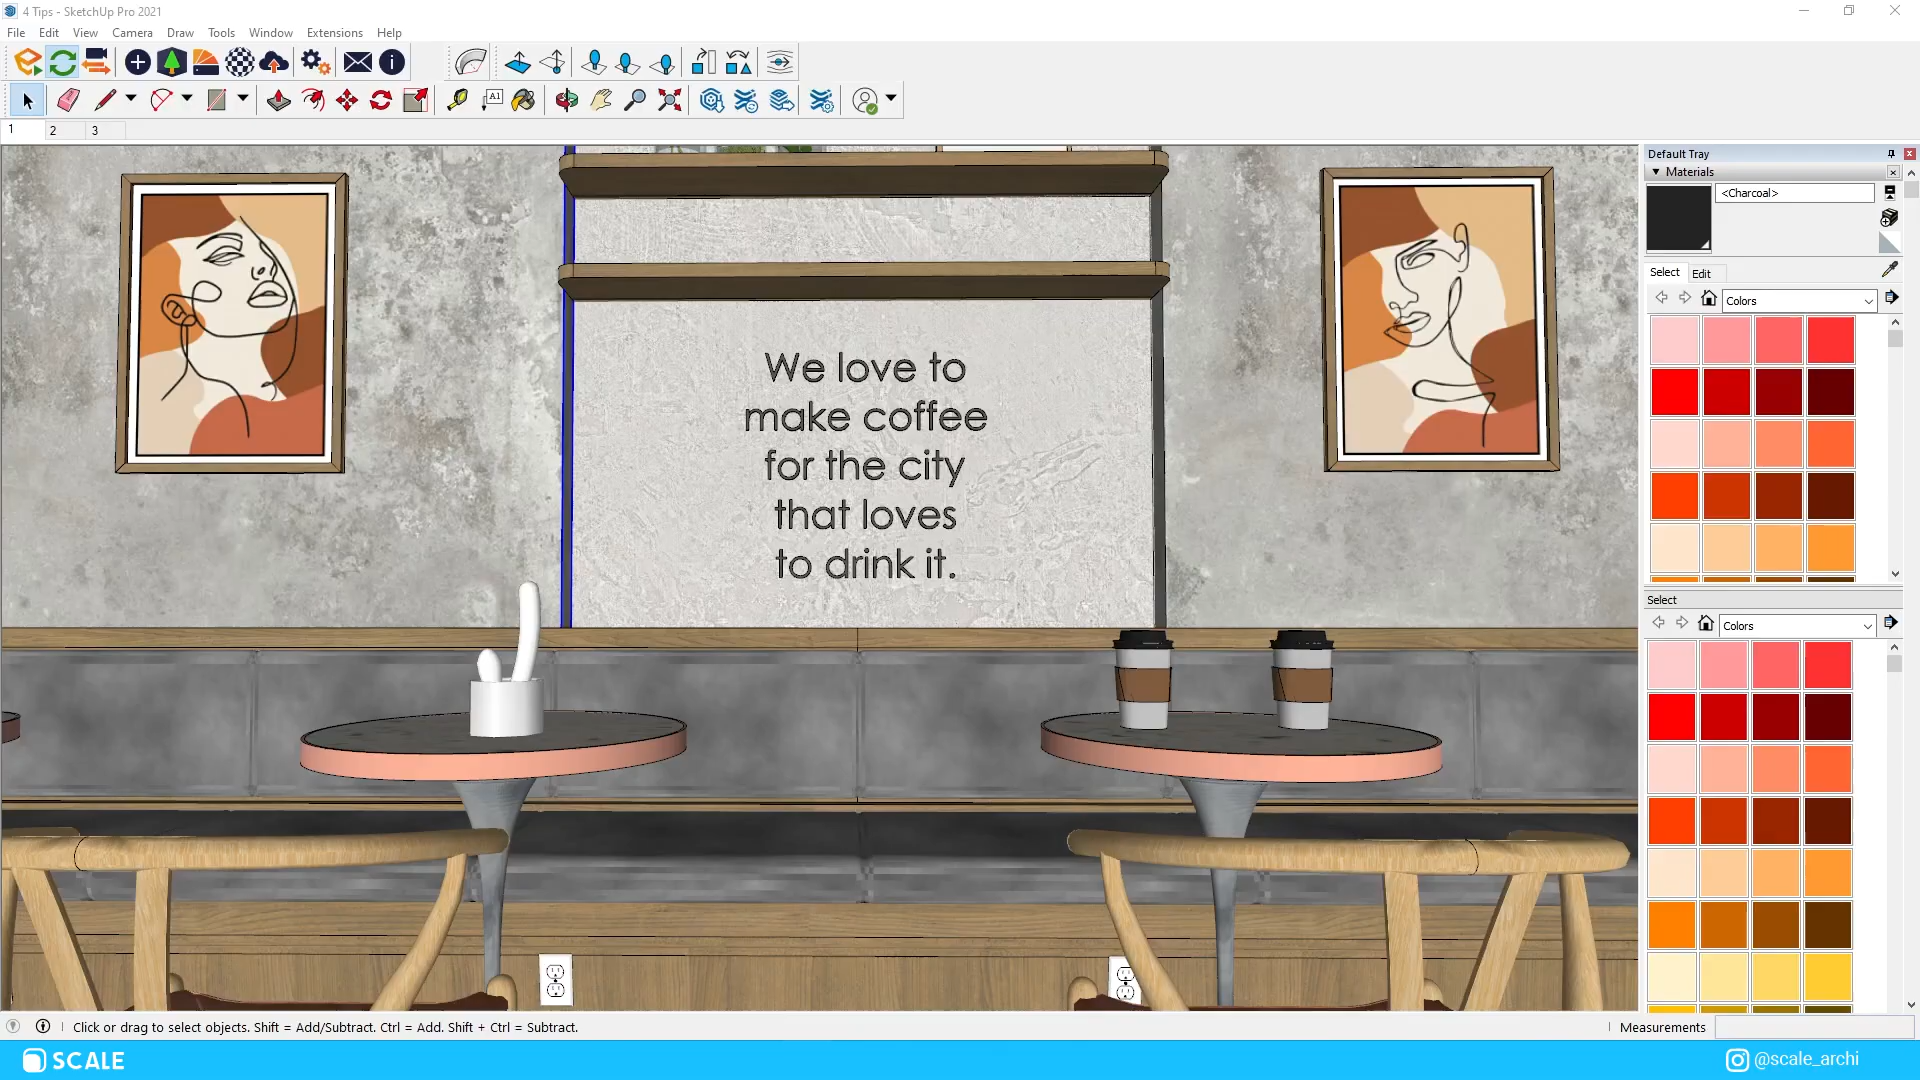 4 Tips - SketchUp Pro 2021
File Edit View Camera Draw Tools Window Extensions Help
A1
1 2 3
Default Tray
Materials
<Charcoal>
Select Edit
Colors
We love to
make coffee
for the city
that loves
to drink it.
Select
Colors
Click or drag to select objects. Shift = Add/Subtract. Ctrl = Add. Shift + Ctrl = Subtract.
Measurements
SCALE
@scale_archi